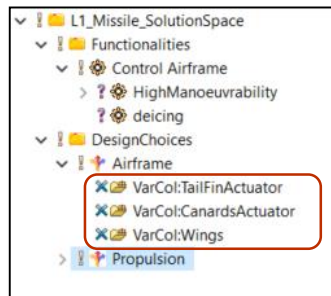 L1_Missile_SolutionSpace
Functionalities
Control Airframe
HighManoeuvrability
deicing
DesignChoices
Airframe
VarCol:TailFinActuator
VarCol:CanardsActuator
VarCol:Wings
Propulsion